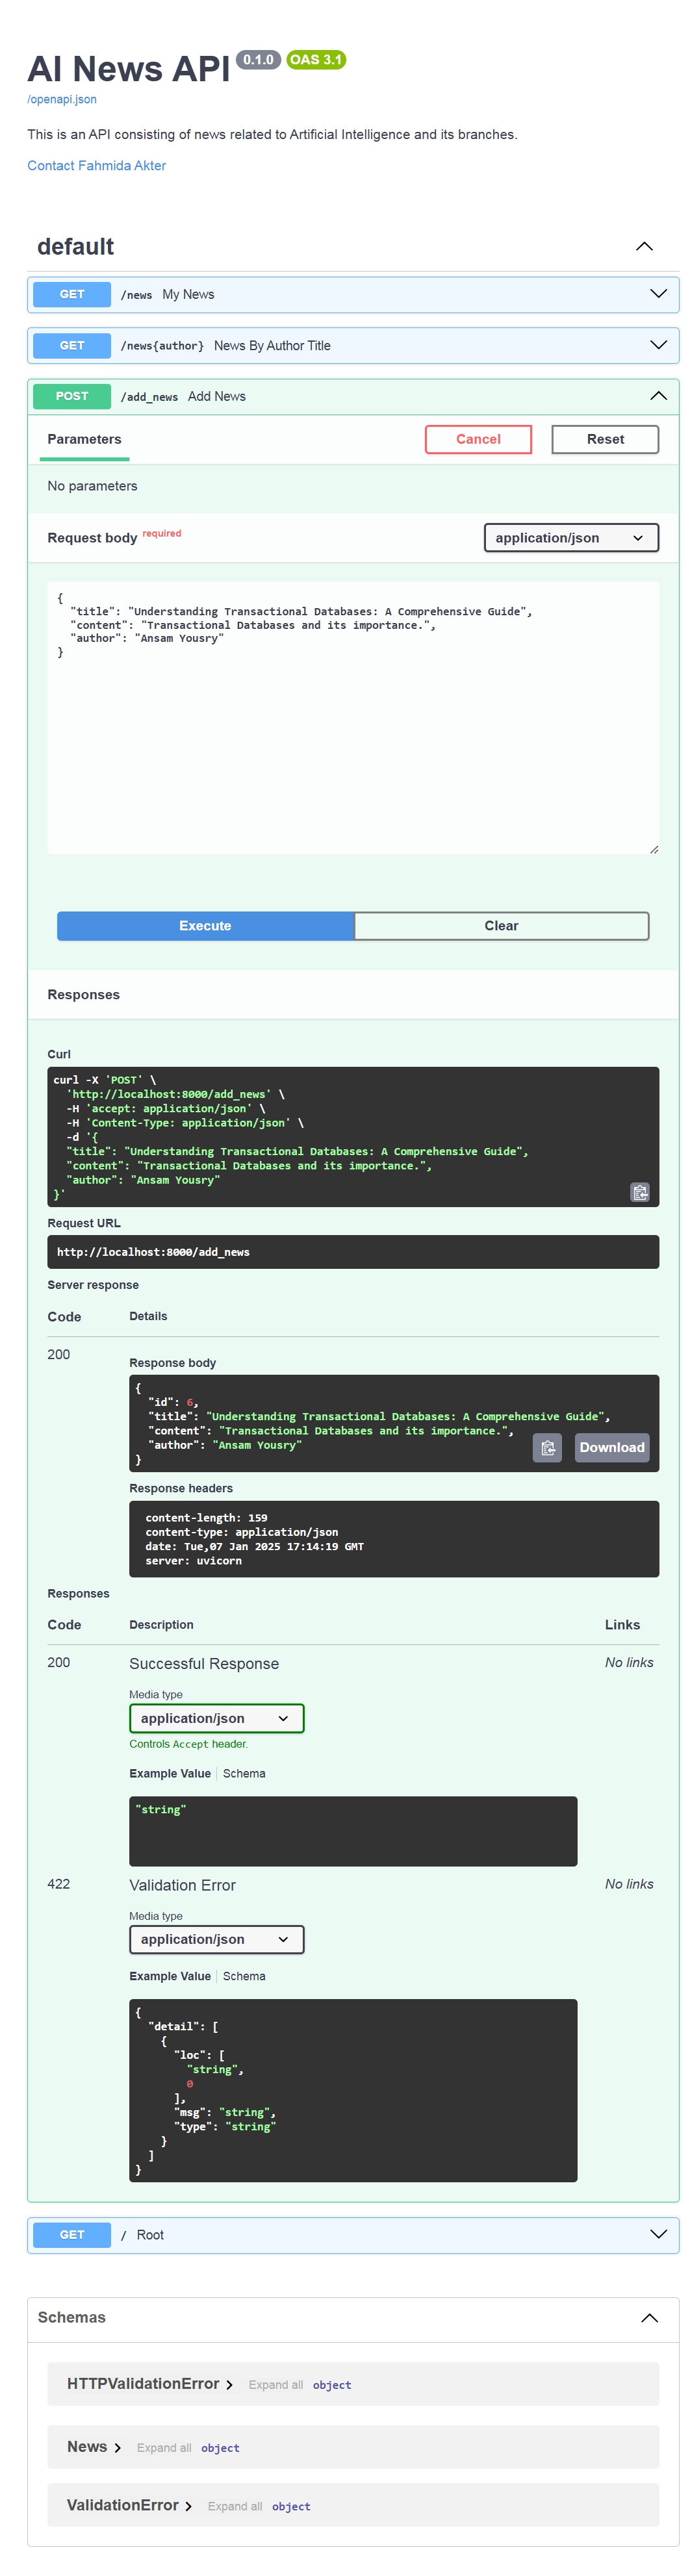 AI News API 0.1.0 OAS 3.1
/openapi.json
This is an API consisting of news related to Artificial Intelligence and its branches.
Contact Fahmida Akter
default
GET /news My News
GET /news{author} News By Author Title
POST /add_news Add News
Parameters Cancel Reset
No parameters
Request body required application/json
{
  "title": "Understanding Transactional Databases: A Comprehensive Guide",
  "content": "Transactional Databases and its importance.",
  "author": "Ansam Yousry"
}
Execute Clear
Responses
Curl
curl -X 'POST' \
  'http://localhost:8000/add_news' \
  -H 'accept: application/json' \
  -H 'Content-Type: application/json' \
  -d '{
  "title": "Understanding Transactional Databases: A Comprehensive Guide",
  "content": "Transactional Databases and its importance.",
  "author": "Ansam Yousry"
}'
Request URL
http://localhost:8000/add_news
Server response
Code Details
200
Response body
{
  "id": 6,
  "title": "Understanding Transactional Databases: A Comprehensive Guide",
  "content": "Transactional Databases and its importance.",
  "author": "Ansam Yousry"
}
Download
Response headers
content-length: 159
content-type: application/json
date: Tue,07 Jan 2025 17:14:19 GMT
server: uvicorn
Responses
Code Description Links
200 Successful Response No links
Media type
application/json
Controls Accept header.
Example Value Schema
"string"
422 Validation Error No links
Media type
application/json
Example Value Schema
{
  "detail": [
    {
      "loc": [
        "string",
        0
      ],
      "msg": "string",
      "type": "string"
    }
  ]
}
GET / Root
Schemas
HTTPValidationError Expand all object
News Expand all object
ValidationError Expand all object